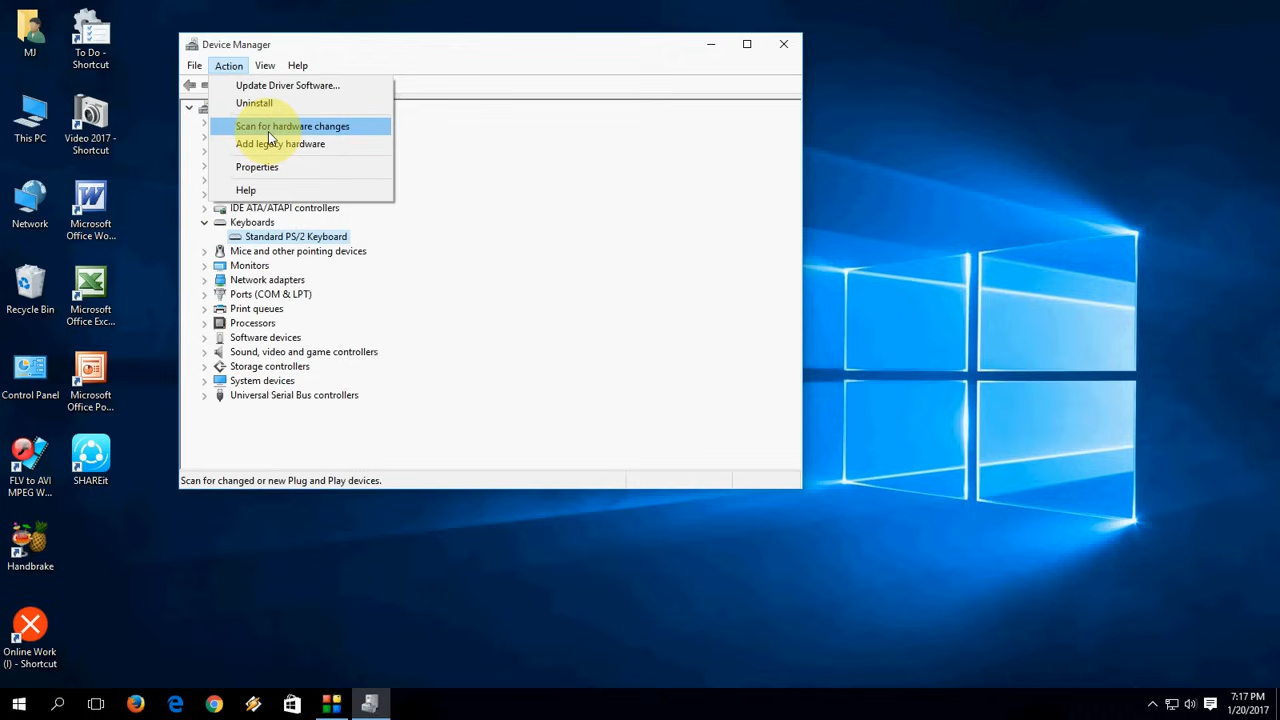 MJ
To Do -
Shortcut
This PC
Video 2017 -
Shortcut
Network
Microsoft
Office Wo...
Recycle Bin
Microsoft
Office Exc...
Control Panel
Microsoft
Office Po...
FLV to AVI
MPEG W...
SHAREit
Handbrake
Online Work
(I) - Shortcut
Device Manager
File
Action
View
Help
Update Driver Software...
Uninstall
Scan for hardware changes
Add legacy hardware
Properties
Help
IDE ATA/ATAPI controllers
Keyboards
Standard PS/2 Keyboard
Mice and other pointing devices
Monitors
Network adapters
Ports (COM & LPT)
Print queues
Processors
Software devices
Sound, video and game controllers
Storage controllers
System devices
Universal Serial Bus controllers
Scan for changed or new Plug and Play devices.
7:17 PM
1/20/2017